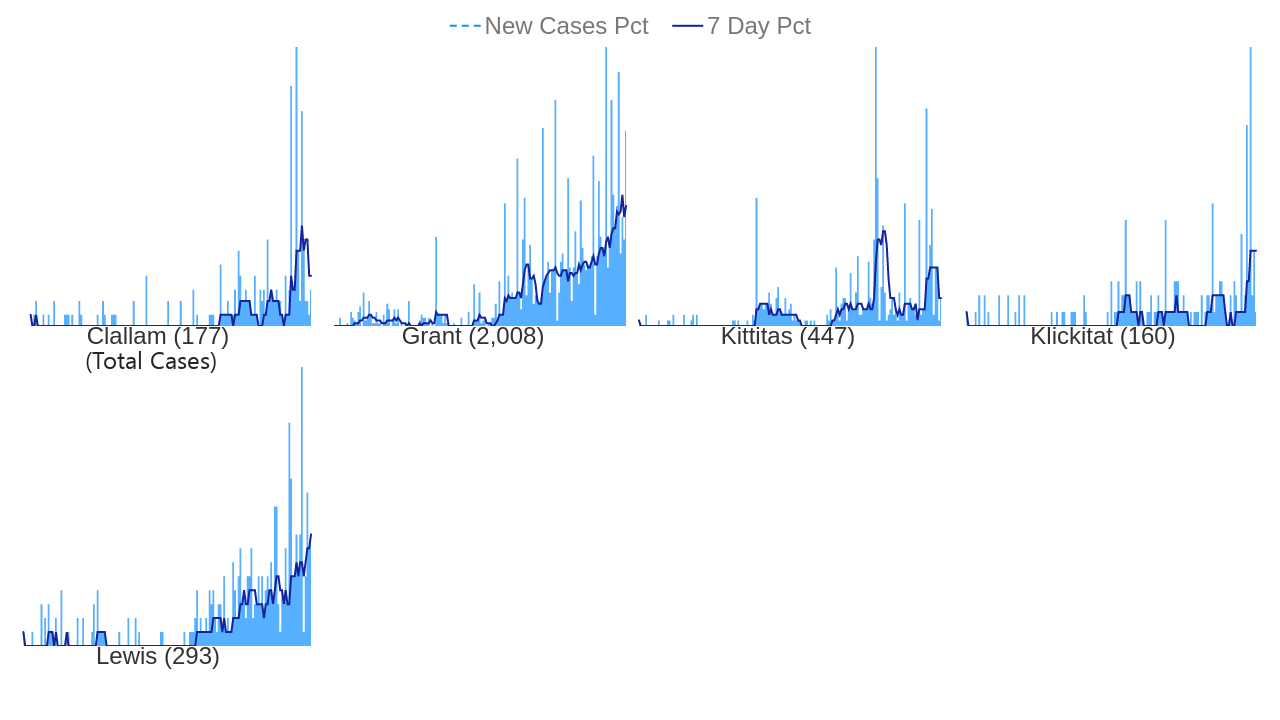 New Cases Pct 7 Day Pct
Clallam (177)
(Total Cases)
Grant (2,008)
Kittitas (447)
Klickitat (160)
Lewis (293)